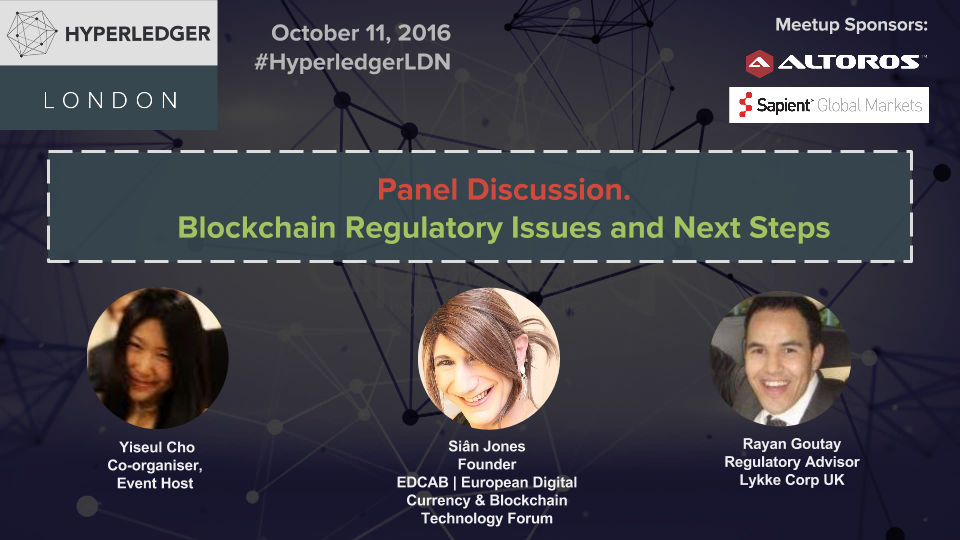 HYPERLEDGER
LONDON
October 11, 2016
#HyperledgerLDN
Meetup Sponsors:
ALTOROS™
Sapient™ Global Markets
Panel Discussion.
Blockchain Regulatory Issues and Next Steps
Yiseul Cho
Co-organiser,
Event Host
Siân Jones
Founder
EDCAB | European Digital
Currency & Blockchain
Technology Forum
Rayan Goutay
Regulatory Advisor
Lykke Corp UK